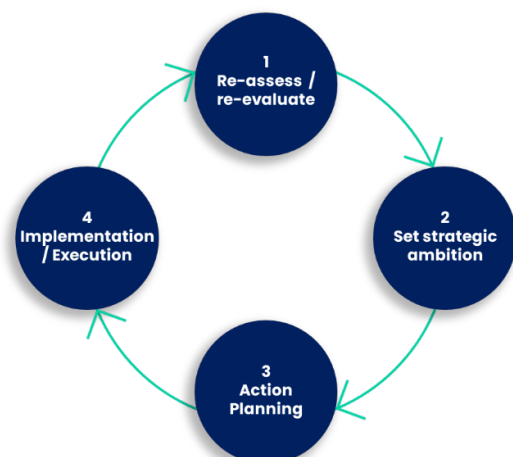 1
Re-assess /
re-evaluate
2
Set strategic
ambition
3
Action
Planning
4
Implementation
/ Execution